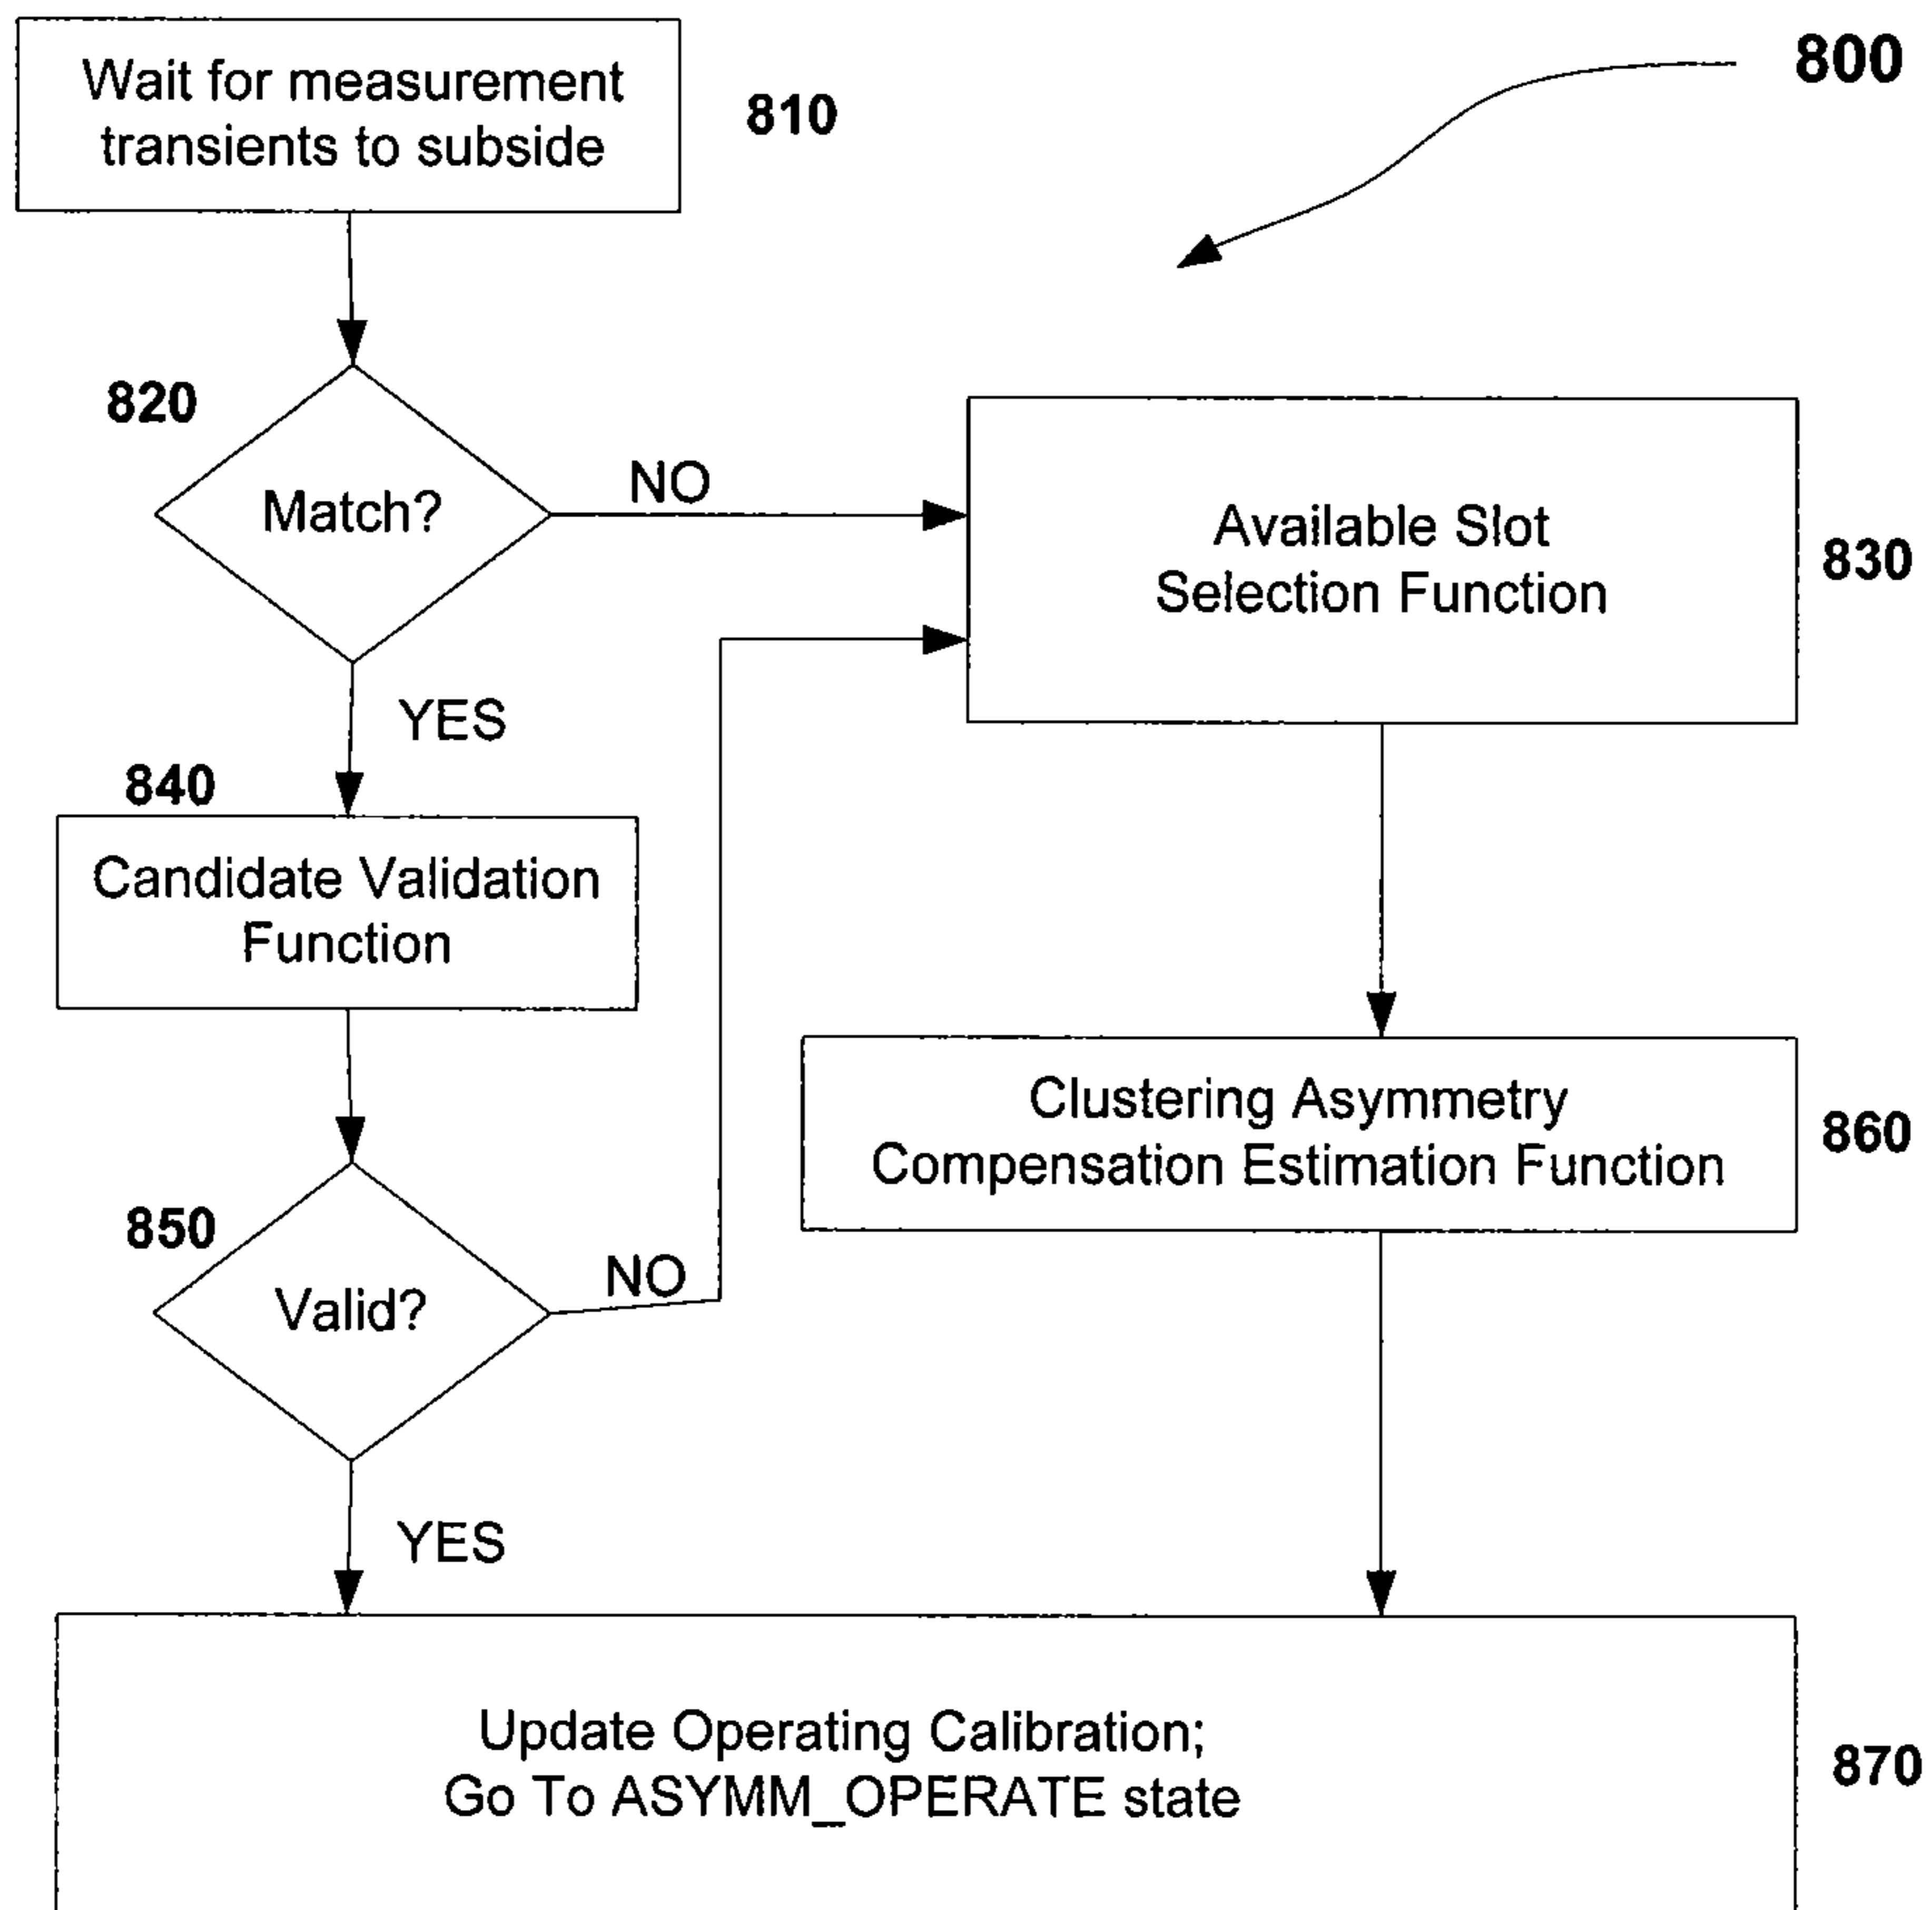 800
Wait for measurement
transients to subside
810
820
Match?
NO
YES
Available Slot
Selection Function
830
840
Candidate Validation
Function
850
Valid?
NO
YES
Clustering Asymmetry
Compensation Estimation Function
860
Update Operating Calibration;
Go To ASYMM_OPERATE state
870